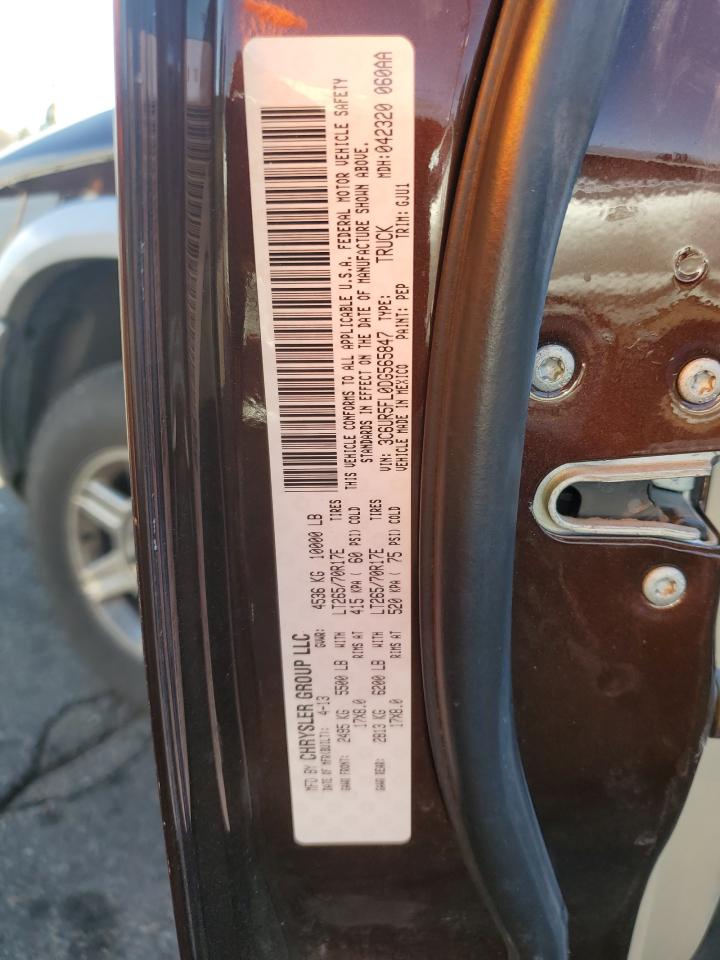 MFD BY CHRYSLER GROUP LLC
DATE OF MFR(BUILT): 4-13 GVWR: 4536 KG 10000 LB
GAWR FRONT: 2495 KG 5500 LB WITH LT265/70R17E TIRES
17X8.0 RIMS AT 415 KPA ( 60 PSI) COLD
GAWR REAR: 2813 KG 6200 LB WITH LT265/70R17E TIRES
17X8.0 RIMS AT 520 KPA ( 75 PSI) COLD
THIS VEHICLE CONFORMS TO ALL APPLICABLE U.S.A. FEDERAL MOTOR VEHICLE SAFETY
STANDARDS IN EFFECT ON THE DATE OF MANUFACTURE SHOWN ABOVE.
VIN: 3C6UR5FL0DG565847 TYPE: TRUCK MDH:042320 060AA
VEHICLE MADE IN MEXICO PAINT: PEP TRIM: GJU1